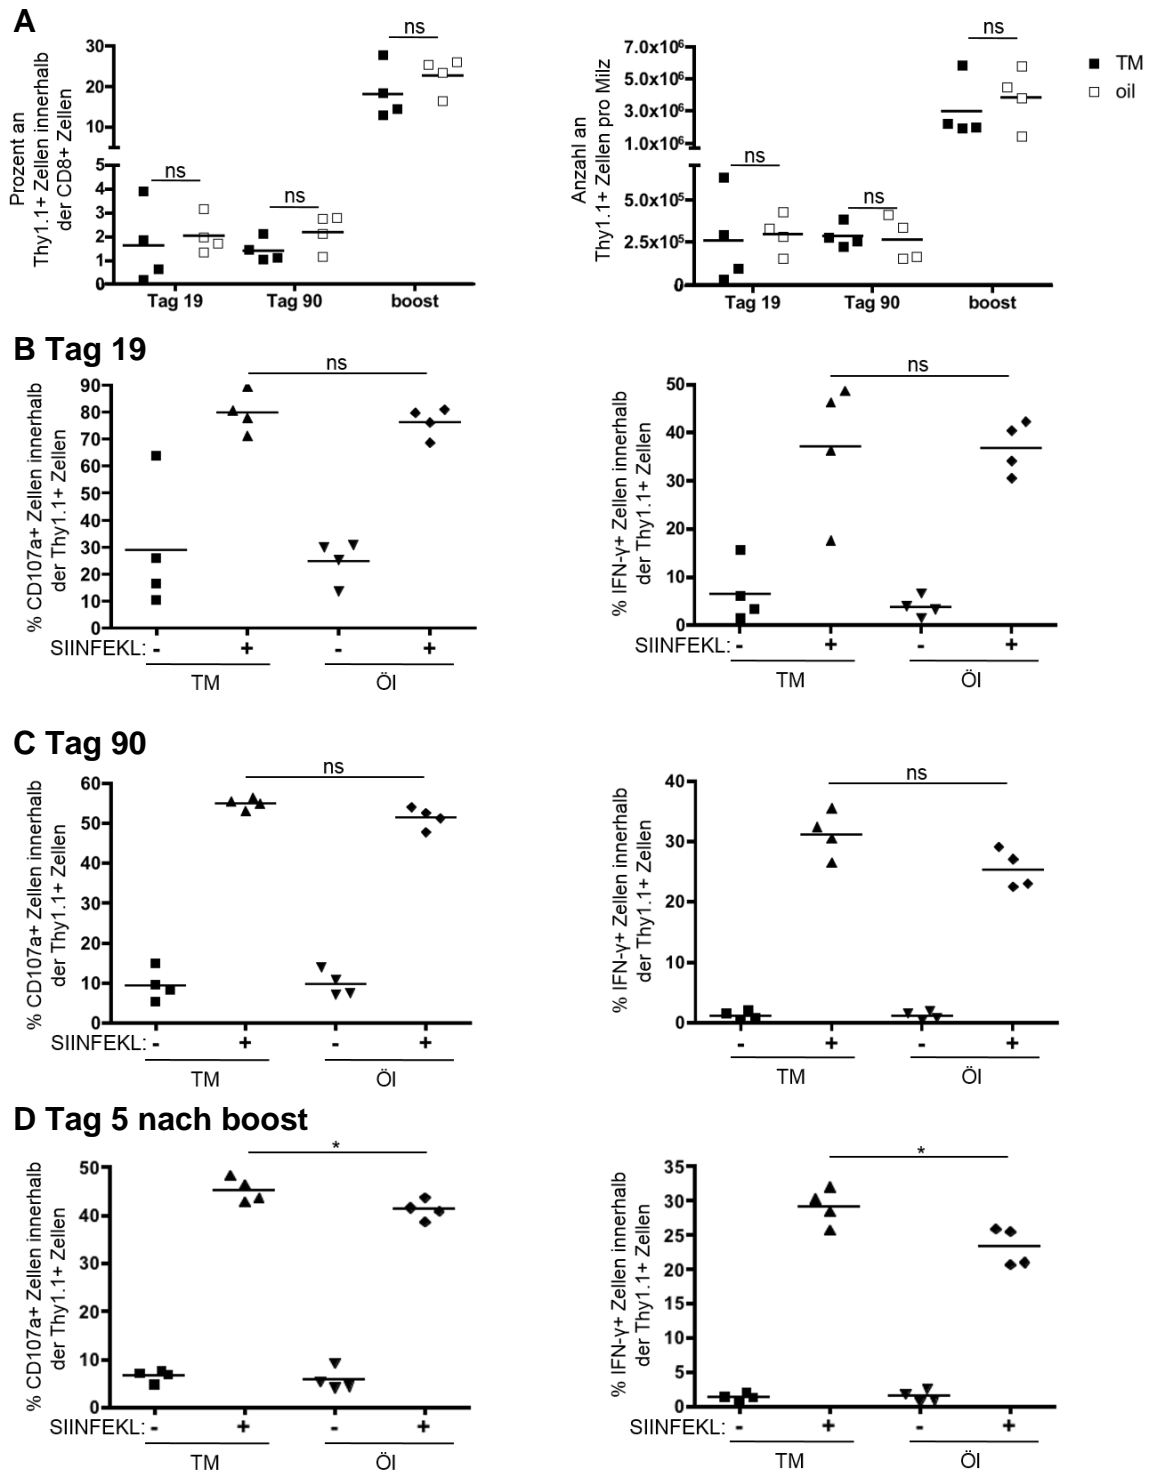 A
ns
ns
ns
Prozent an
Thy1.1+ Zellen innerhalb
der CD8+ Zellen
30
20
10
5
4
3
2
1
0
Tag 19
Tag 90
boost
ns
ns
ns
Anzahl an
Thy1.1+ Zellen pro Milz
7.0x10⁶
5.0x10⁶
3.0x10⁶
1.0x10⁶
5.0x10⁵
2.5x10⁵
0
Tag 19
Tag 90
boost
TM
oil
B Tag 19
ns
% CD107a+ Zellen innerhalb
der Thy1.1+ Zellen
90
80
70
60
50
40
30
20
10
0
SIINFEKL: - + - +
TM Öl
ns
% IFN-γ+ Zellen innerhalb
der Thy1.1+ Zellen
50
40
30
20
10
0
SIINFEKL: - + - +
TM Öl
C Tag 90
ns
% CD107a+ Zellen innerhalb
der Thy1.1+ Zellen
60
50
40
30
20
10
0
SIINFEKL: - + - +
TM Öl
ns
% IFN-γ+ Zellen innerhalb
der Thy1.1+ Zellen
40
30
20
10
0
- + - +
TM Öl
D Tag 5 nach boost
*
% CD107a+ Zellen innerhalb
der Thy1.1+ Zellen
50
40
30
20
10
0
SIINFEKL: - + - +
TM Öl
*
% IFN-γ+ Zellen innerhalb
der Thy1.1+ Zellen
35
30
25
20
15
10
5
0
SIINFEKL: - + - +
TM Öl